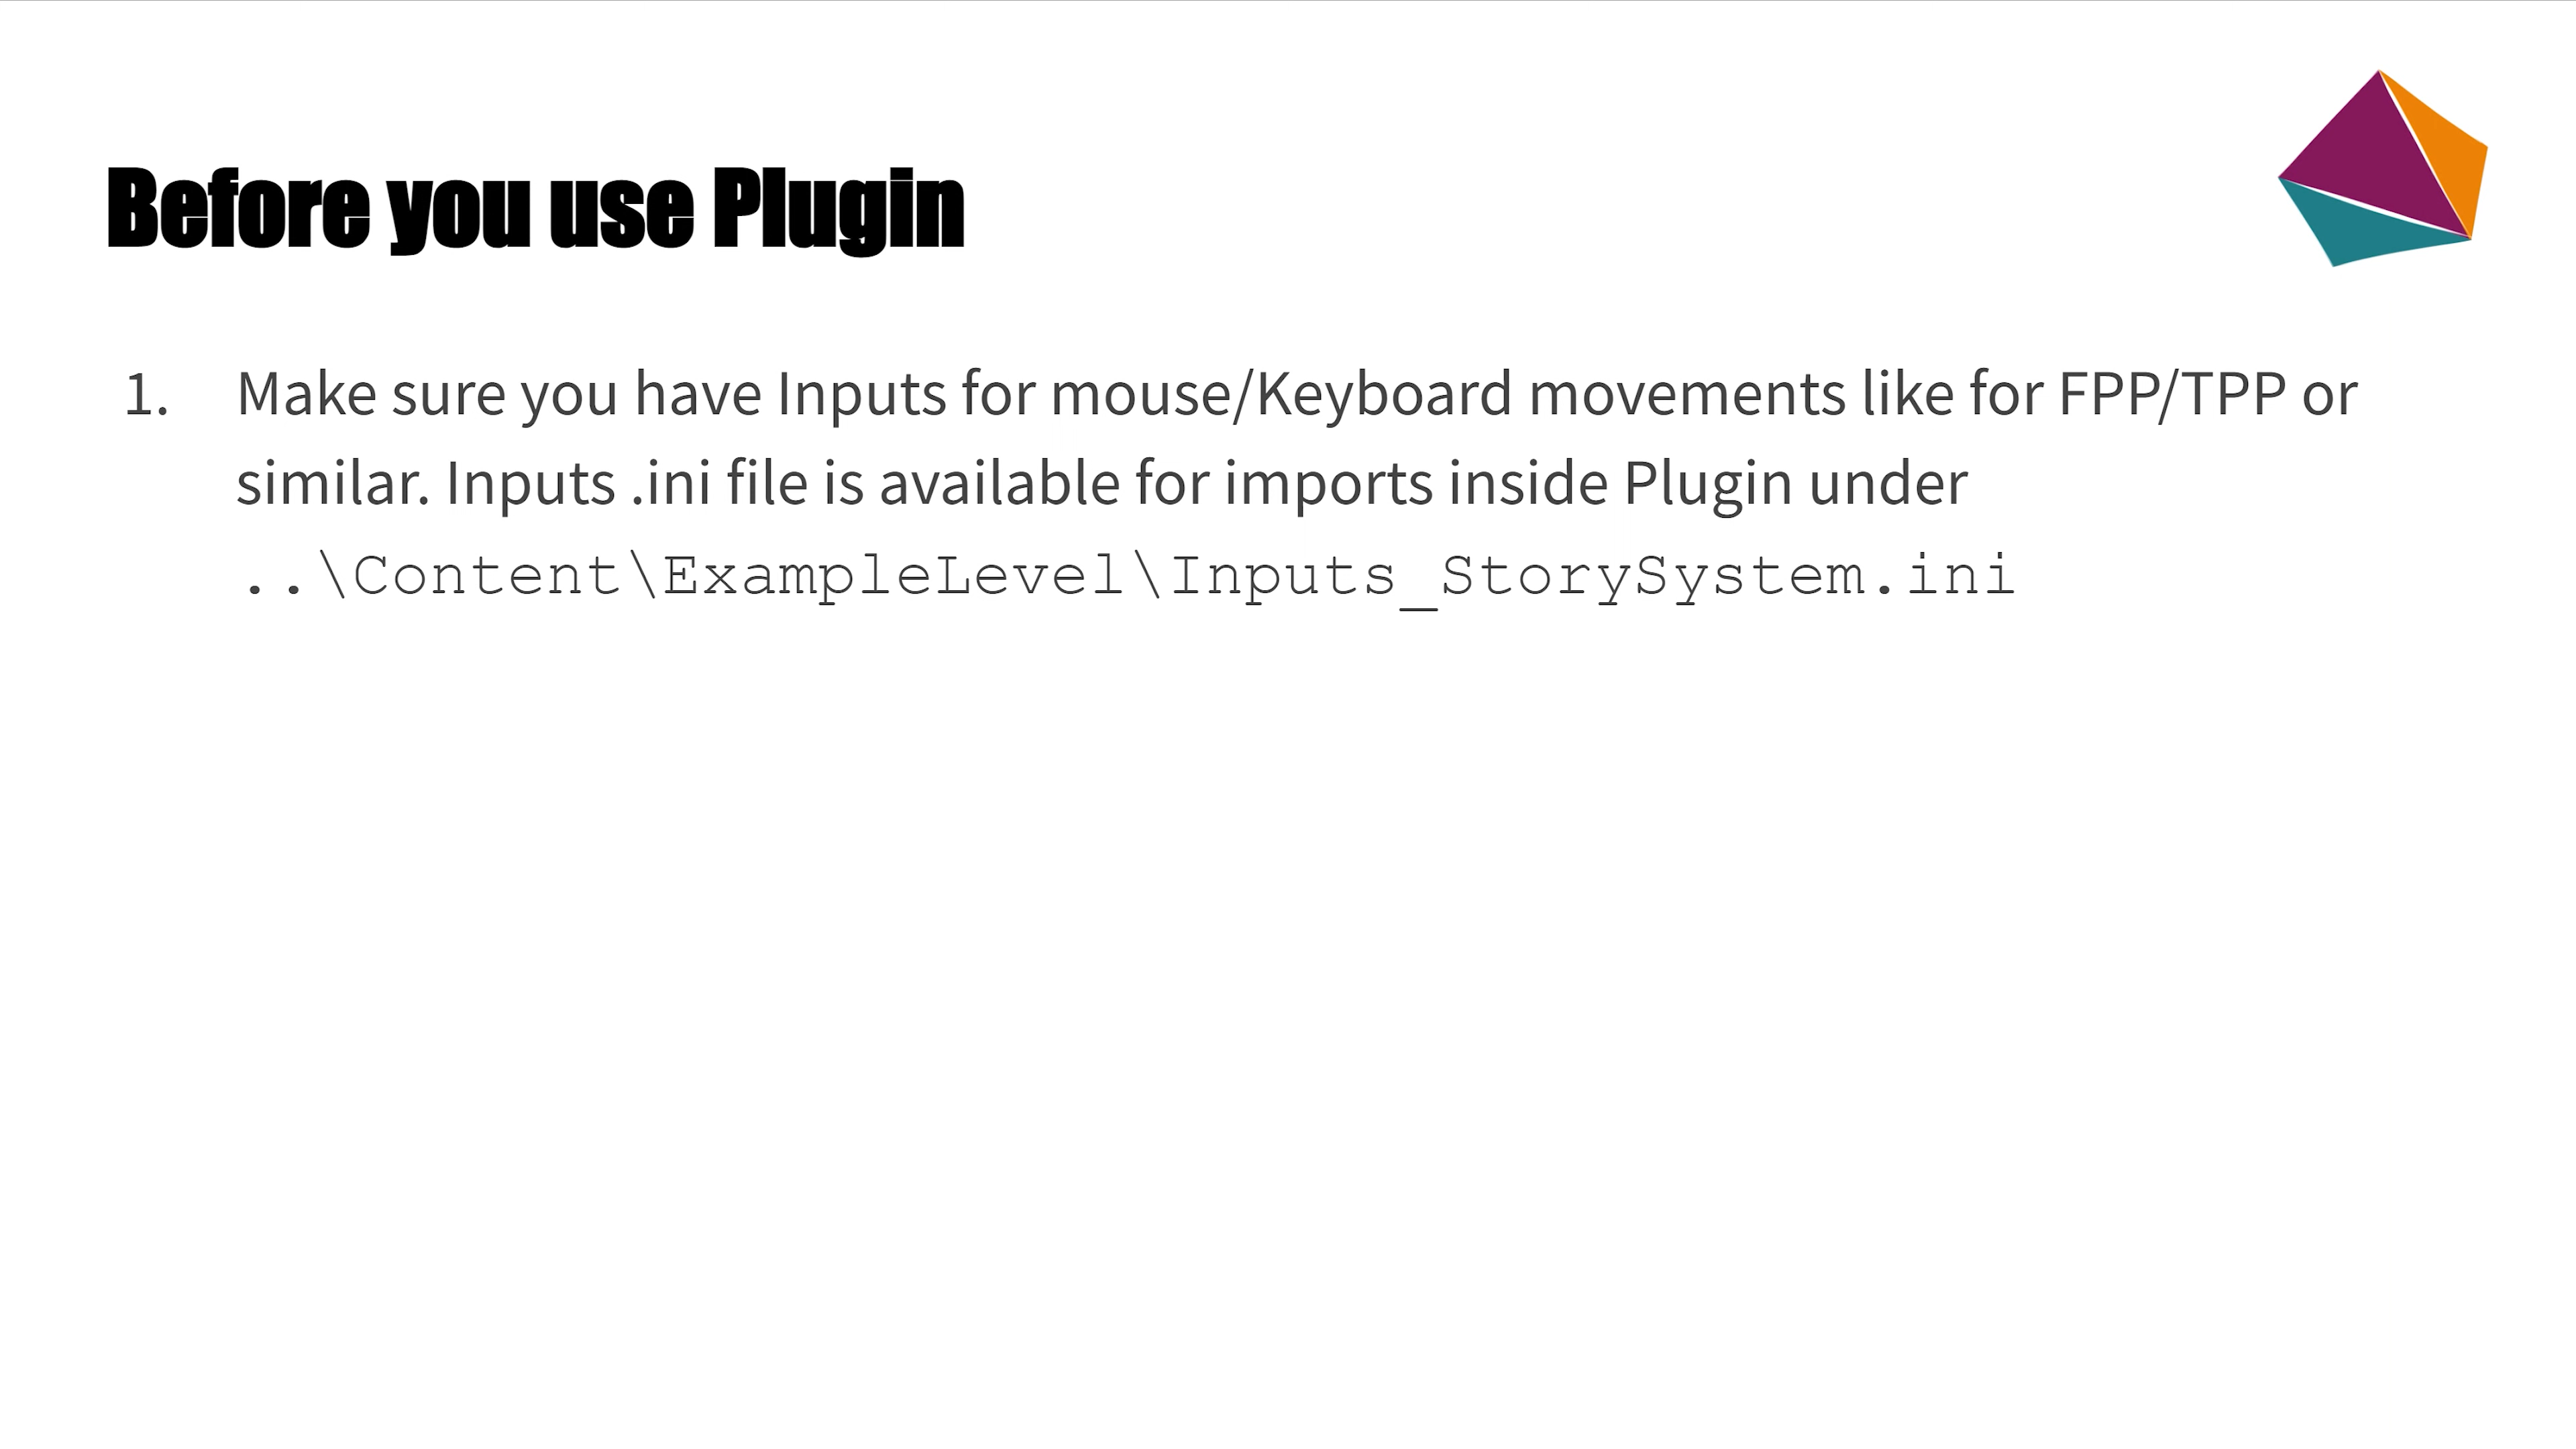 Before you use Plugin
1. Make sure you have Inputs for mouse/Keyboard movements like for FPP/TPP or
similar. Inputs .ini file is available for imports inside Plugin under
..\Content\ExampleLevel\Inputs_StorySystem.ini